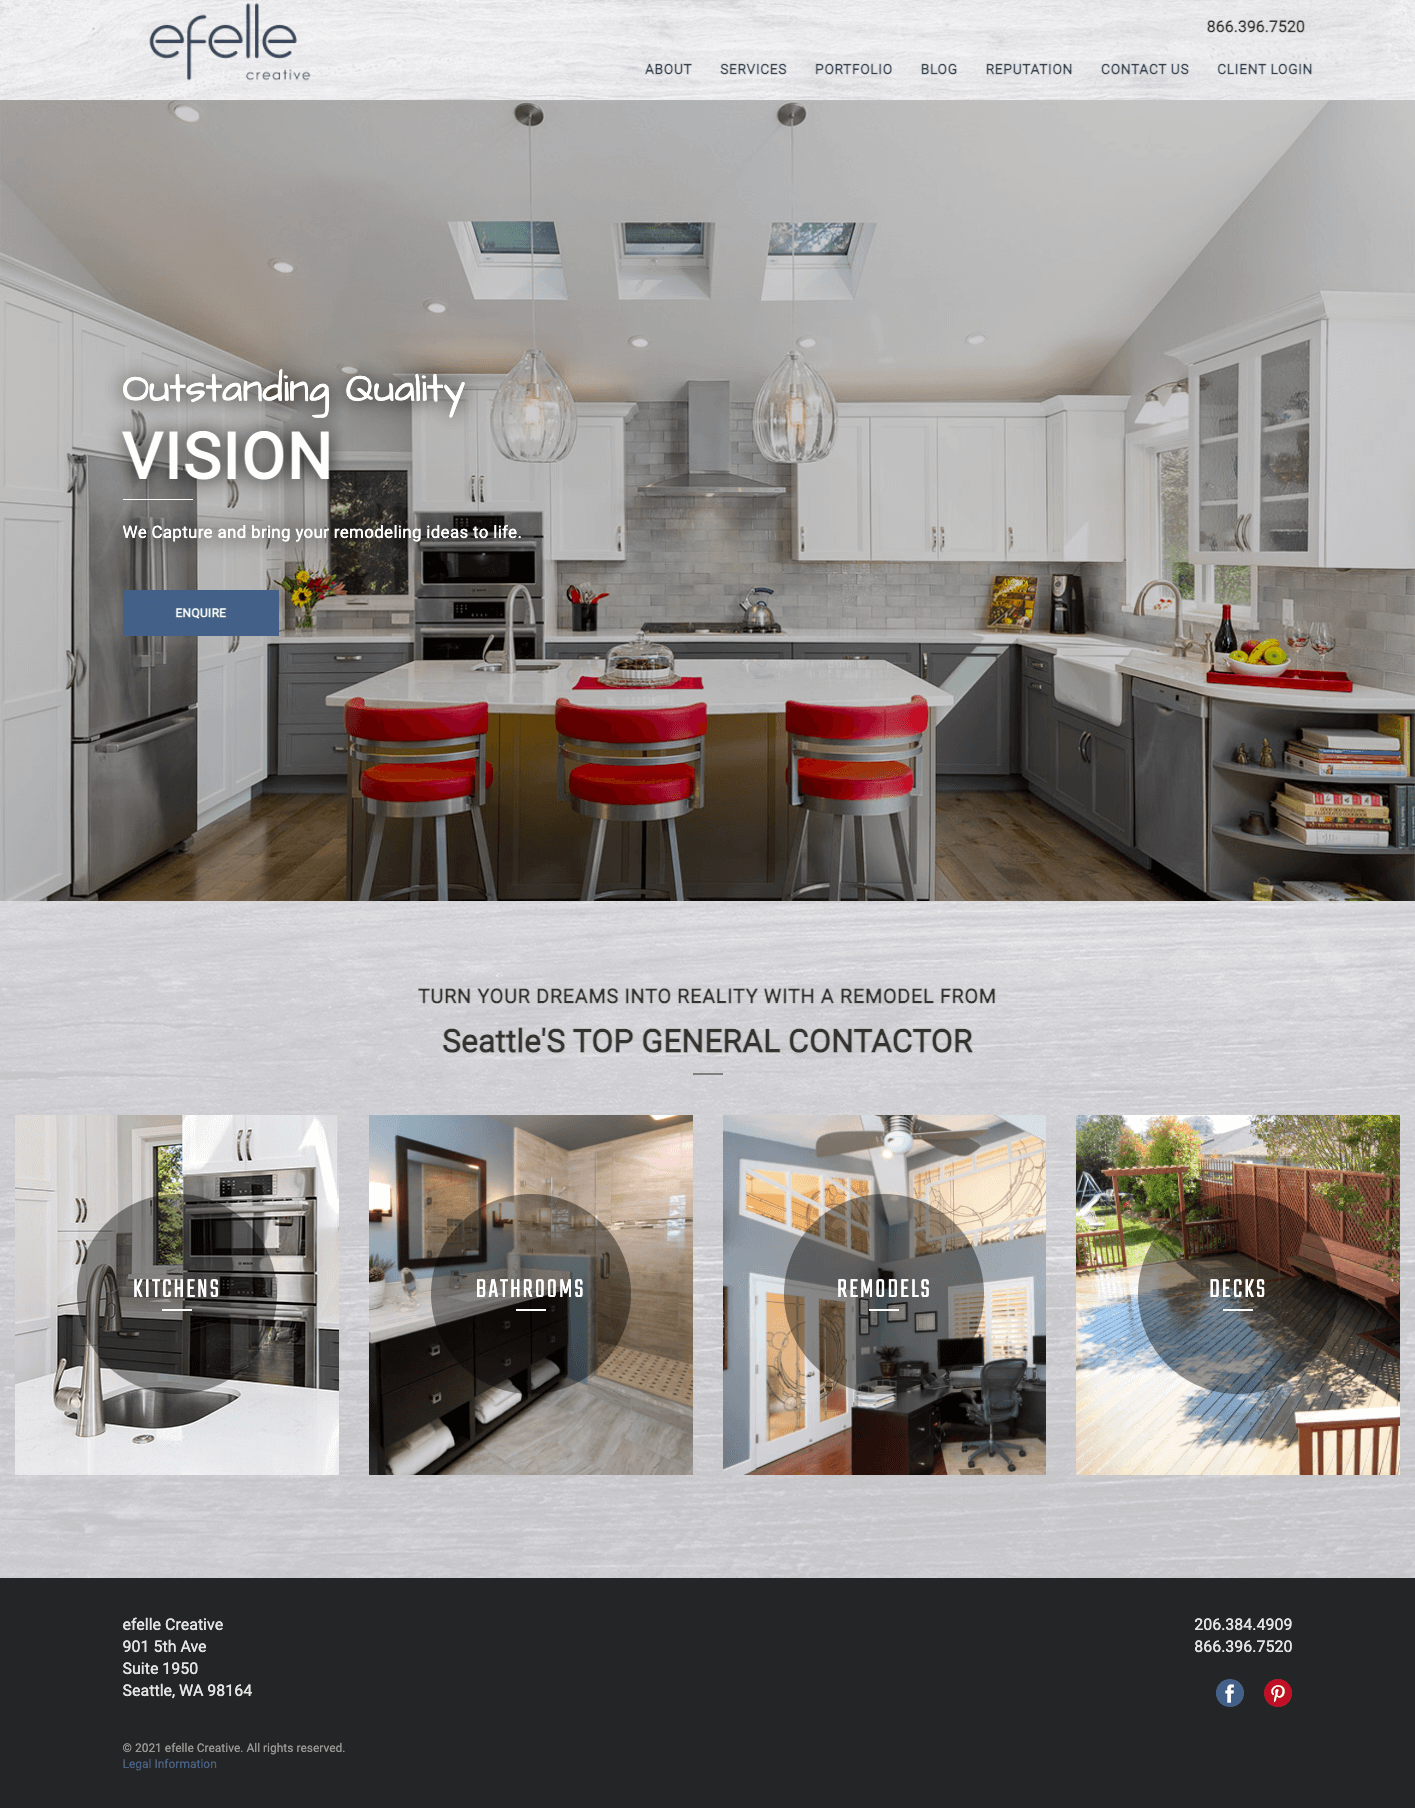 efelle
creative
866.396.7520
ABOUT SERVICES PORTFOLIO BLOG REPUTATION CONTACT US CLIENT LOGIN
Outstanding Quality
VISION
We Capture and bring your remodeling ideas to life.
ENQUIRE
TURN YOUR DREAMS INTO REALITY WITH A REMODEL FROM
Seattle'S TOP GENERAL CONTACTOR
KITCHENS
BATHROOMS
REMODELS
DECKS
efelle Creative
901 5th Ave
Suite 1950
Seattle, WA 98164
206.384.4909
866.396.7520
© 2021 efelle Creative. All rights reserved.
Legal Information